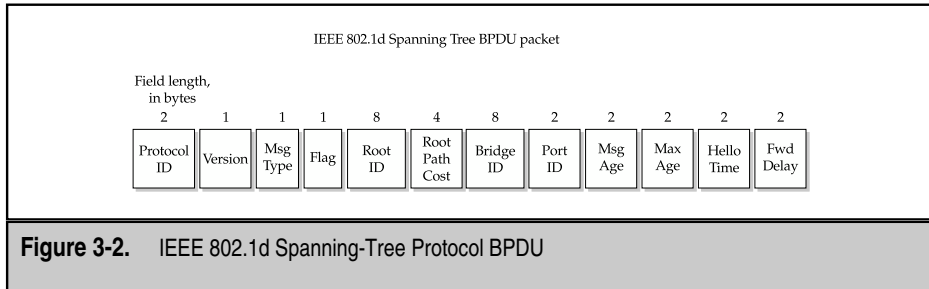 IEEE 802.1d Spanning Tree BPDU packet
Field length,
in bytes
2 1 1 1 8 4 8 2 2 2 2 2
Protocol ID Version Msg Type Flag Root ID Root Path Cost Bridge ID Port ID Msg Age Max Age Hello Time Fwd Delay
Figure 3-2. IEEE 802.1d Spanning-Tree Protocol BPDU